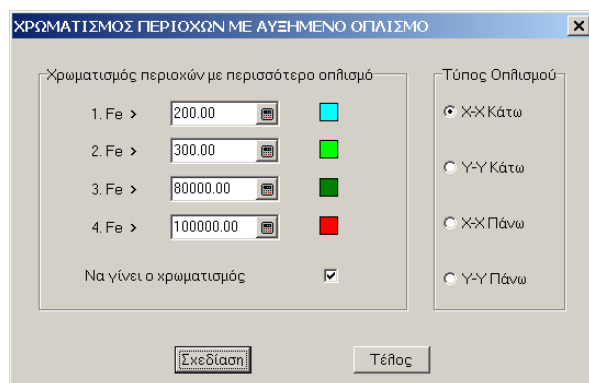 ΧΡΩΜΑΤΙΣΜΟΣ ΠΕΡΙΟΧΩΝ ΜΕ ΑΥΞΗΜΕΝΟ ΟΠΛΙΣΜΟ
Χρωματισμός περιοχών με περισσότερο οπλισμό
1. Fe > 200.00
2. Fe > 300.00
3. Fe > 80000.00
4. Fe > 100000.00
Να γίνει ο χρωματισμός
Τύπος Οπλισμού
Χ-Χ Κάτω
Υ-Υ Κάτω
Χ-Χ Πάνω
Υ-Υ Πάνω
Σχεδίαση
Τέλος